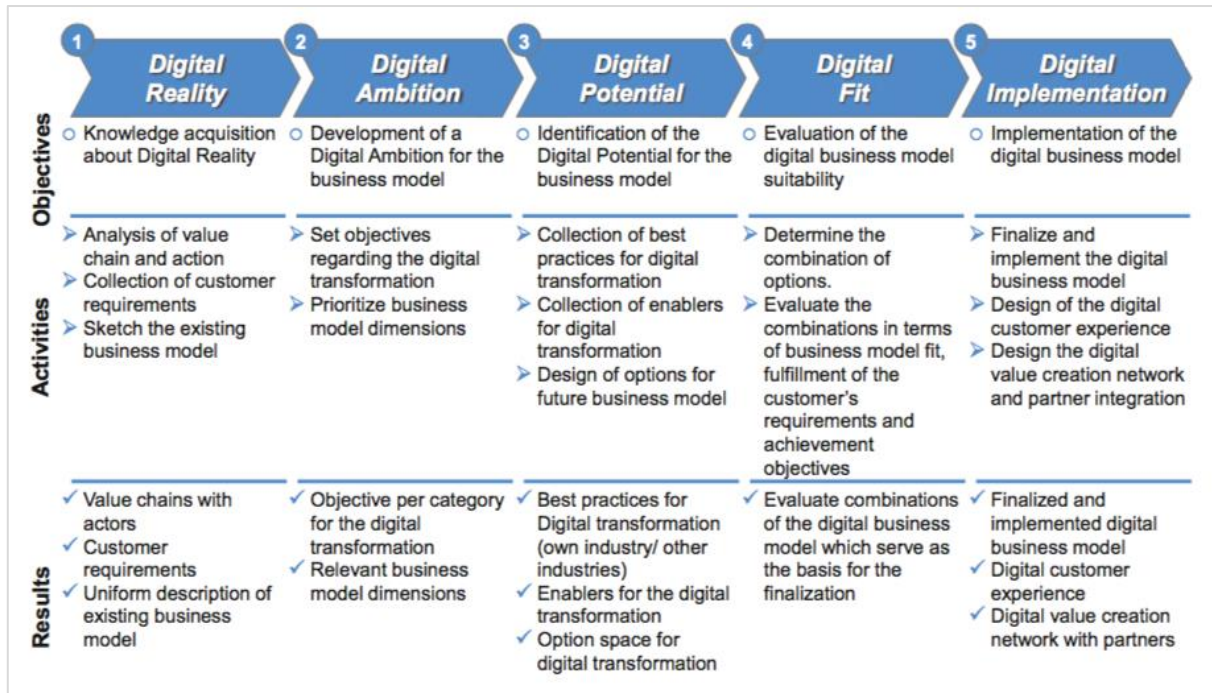 1
Digital
Reality
2
Digital
Ambition
3
Digital
Potential
4
Digital
Fit
5
Digital
Implementation
Objectives
Knowledge acquisition
about Digital Reality
Development of a
Digital Ambition for the
business model
Identification of the
Digital Potential for the
business model
Evaluation of the
digital business model
suitability
Implementation of the
digital business model
Activities
Analysis of value
chain and action
Collection of customer
requirements
Sketch the existing
business model
Set objectives
regarding the digital
transformation
Prioritize business
model dimensions
Collection of best
practices for digital
transformation
Collection of enablers
for digital
transformation
Design of options for
future business model
Determine the
combination of
options.
Evaluate the
combinations in terms
of business model fit,
fulfillment of the
customer's
requirements and
achievement
objectives
Finalize and
implement the digital
business model
Design of the digital
customer experience
Design the digital
value creation network
and partner integration
Results
Value chains with
actors
Customer
requirements
Uniform description of
existing business
model
Objective per category
for the digital
transformation
Relevant business
model dimensions
Best practices for
Digital transformation
(own industry/ other
industries)
Enablers for the digital
transformation
Option space for
digital transformation
Evaluate combinations
of the digital business
model which serve as
the basis for the
finalization
Finalized and
implemented digital
business model
Digital customer
experience
Digital value creation
network with partners